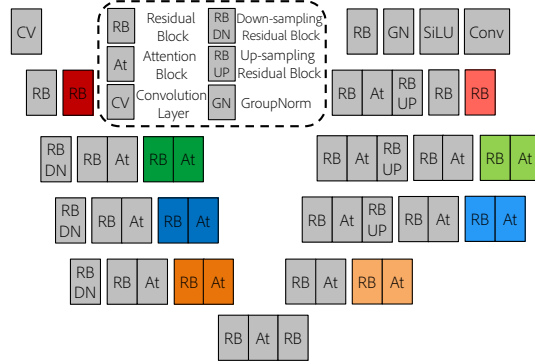 CV
RB Residual Block
RB DN Down-sampling Residual Block
At Attention Block
RB UP Up-sampling Residual Block
CV Convolution Layer
GN GroupNorm
RB GN SiLU Conv
RB RB
RB At RB UP RB RB
RB DN RB At RB At
RB At RB UP RB At RB At
RB DN RB At RB At
RB At RB UP RB At RB At
RB DN RB At RB At
RB At RB At
RB At RB